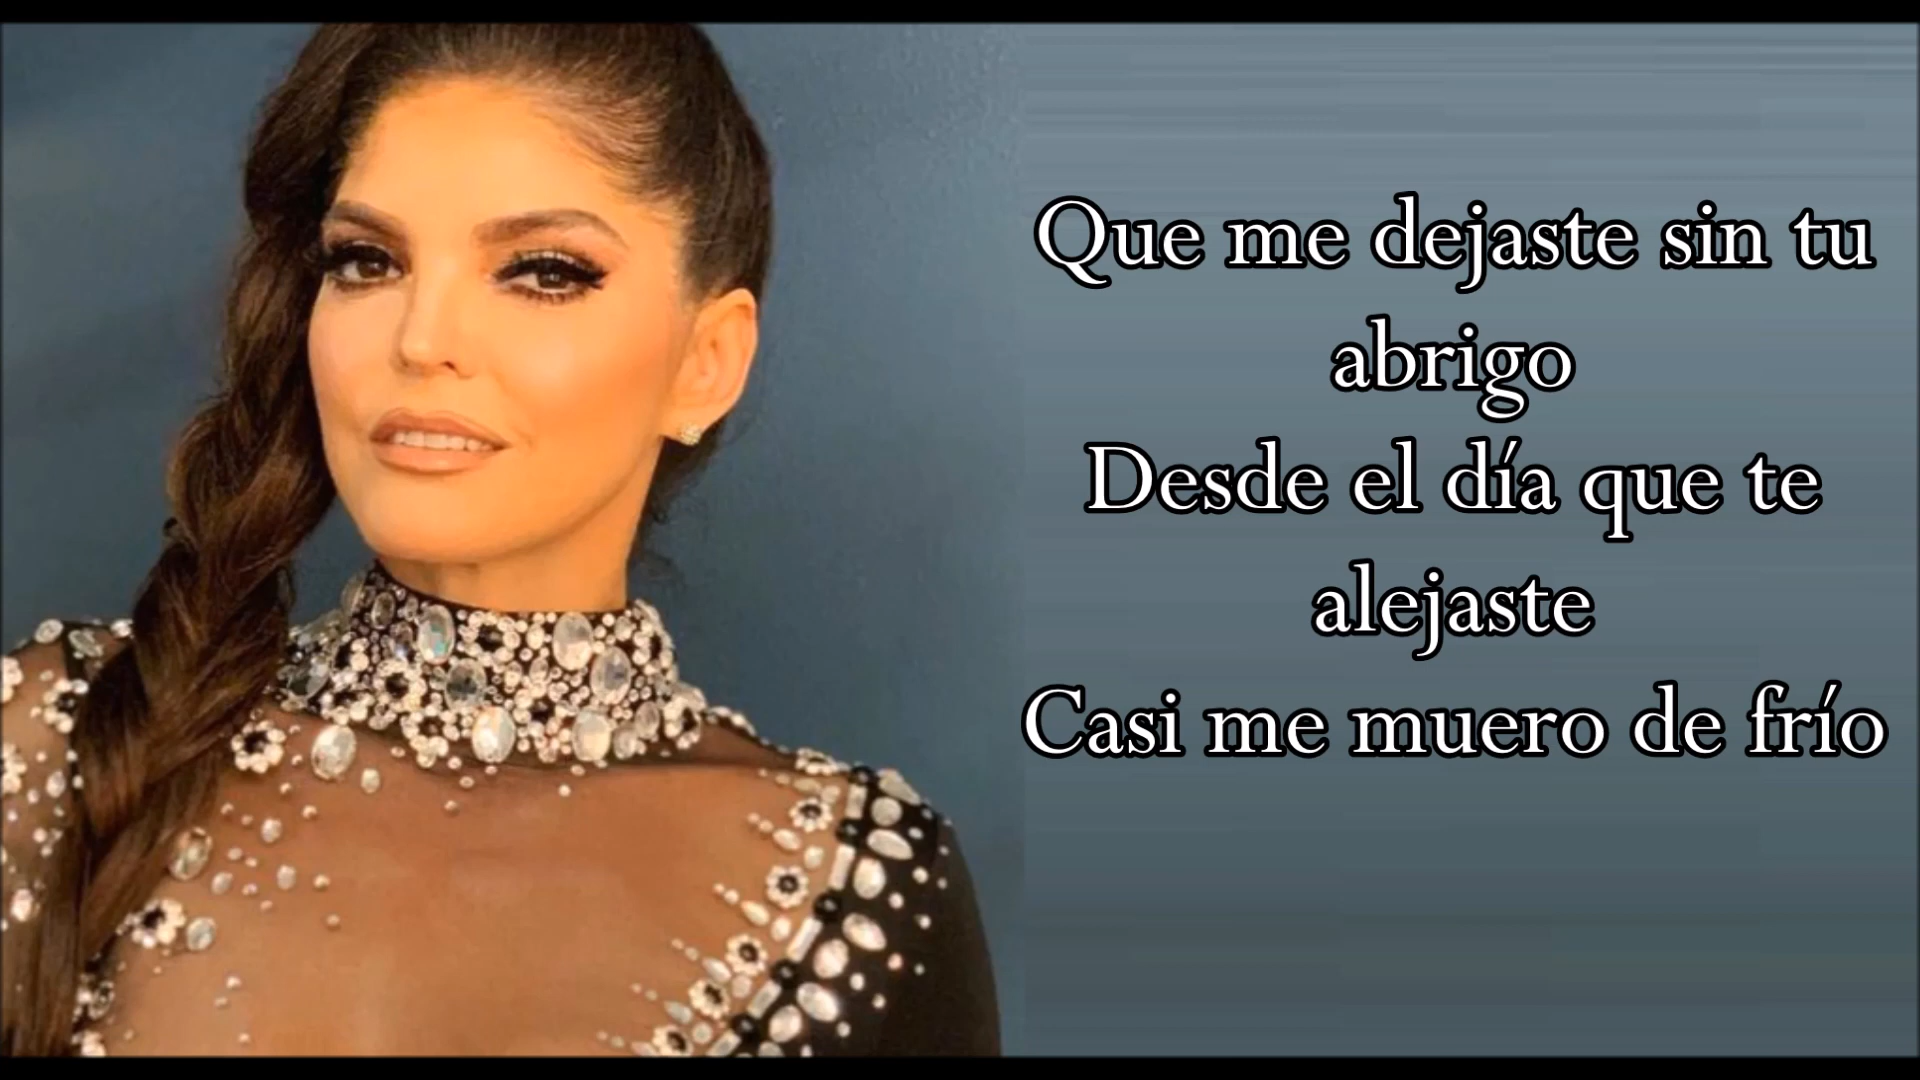 Que me dejaste sin tu
abrigo
Desde el día que te
alejaste
Casi me muero de frío